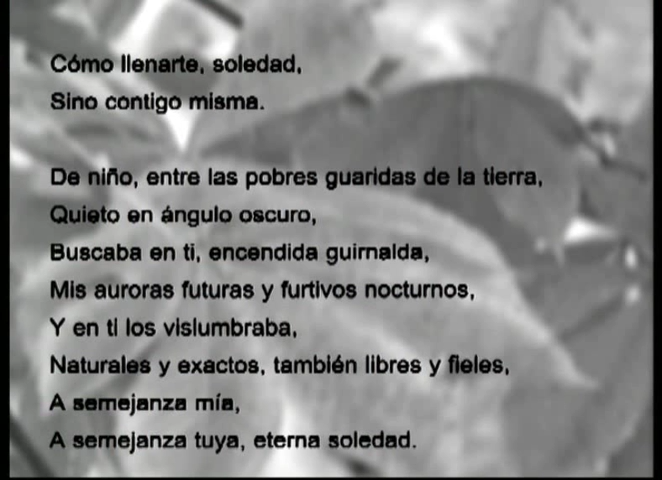 Cómo llenarte, soledad,
Sino contigo misma.
De niño, entre las pobres guaridas de la tierra,
Quieto en ángulo oscuro,
Buscaba en ti, encendida guirnalda,
Mis auroras futuras y furtivos nocturnos,
Y en ti los vislumbraba,
Naturales y exactos, también libres y fieles,
A semejanza mía,
A semejanza tuya, eterna soledad.